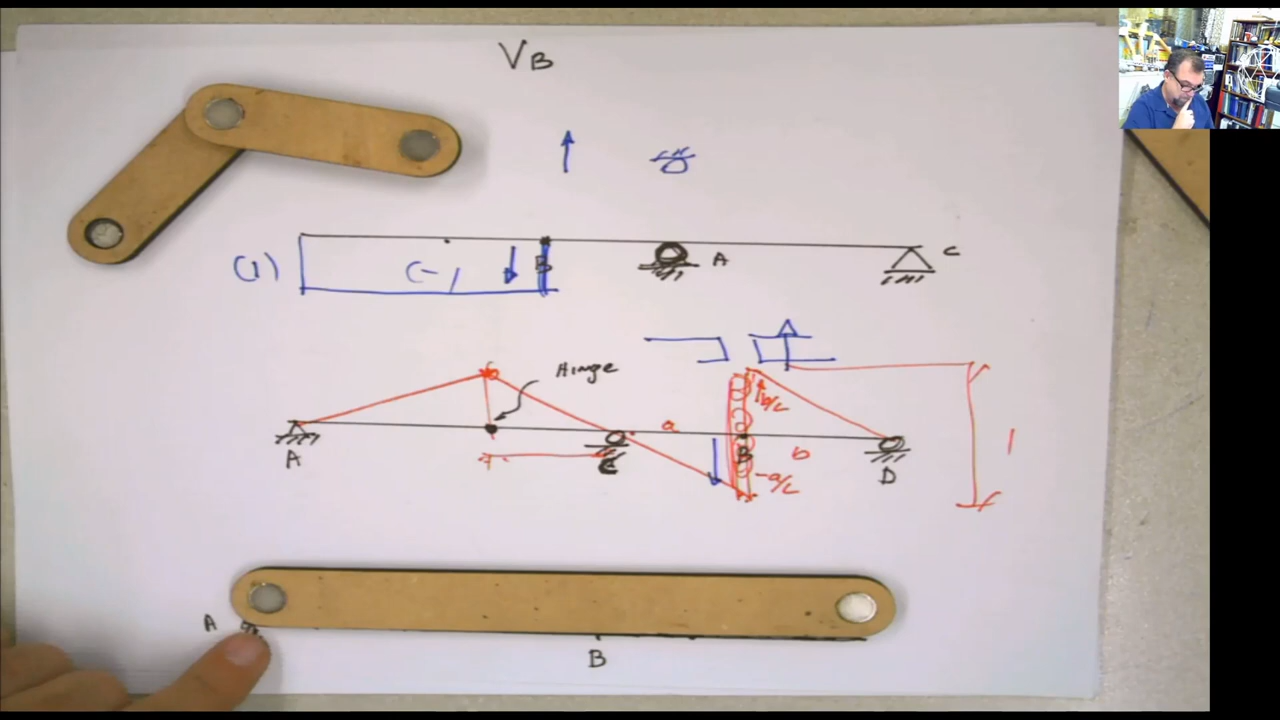 VB
(1) (-) B A C
Hinge
b/L
a 1
A C B b D
-a/L
A
B